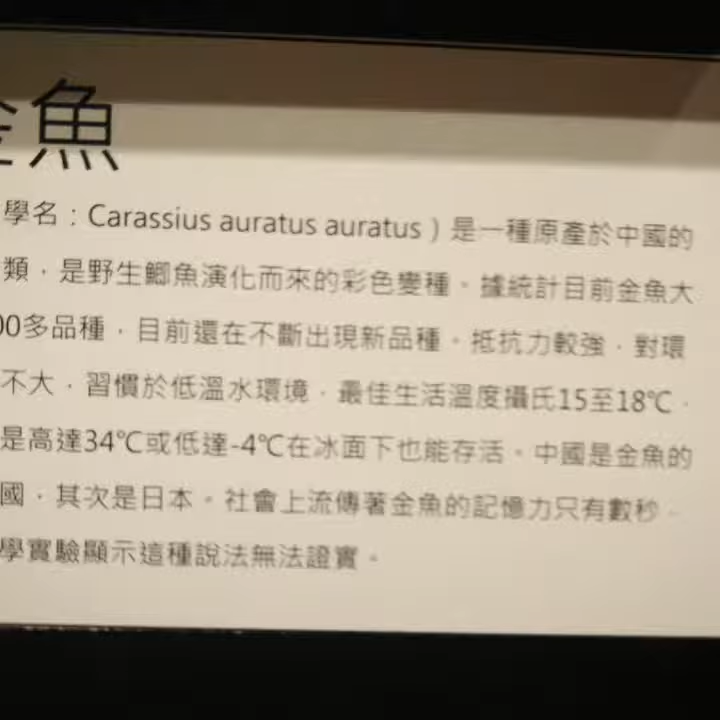 金魚
學名：Carassius auratus auratus）是一種原產於中國的
類，是野生鯽魚演化而來的彩色變種。據統計目前金魚大
00多品種，目前還在不斷出現新品種。抵抗力較強，對環
不大，習慣於低溫水環境，最佳生活溫度攝氏15至18℃，
是高達34℃或低達-4℃在冰面下也能存活。中國是金魚的
國，其次是日本。社會上流傳著金魚的記憶力只有數秒，
學實驗顯示這種說法無法證實。